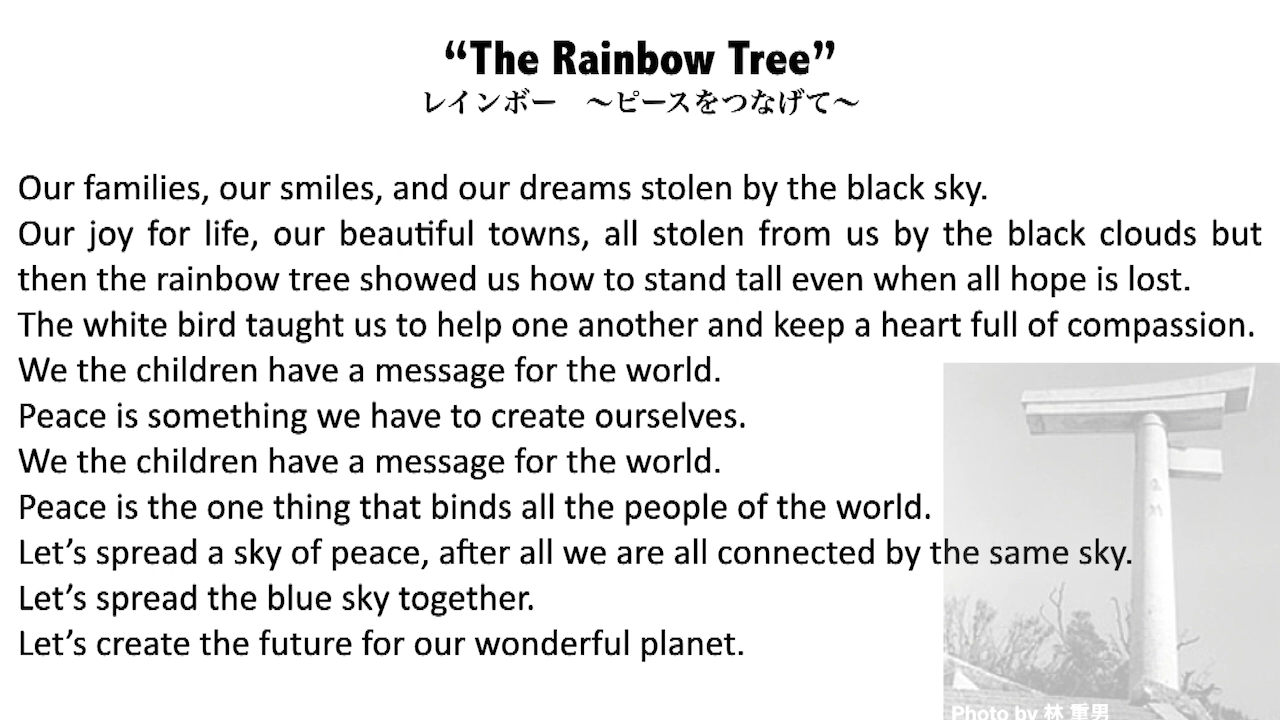 “The Rainbow Tree”
レインボー　～ピースをつなげて～
Our families, our smiles, and our dreams stolen by the black sky.
Our joy for life, our beautiful towns, all stolen from us by the black clouds but
then the rainbow tree showed us how to stand tall even when all hope is lost.
The white bird taught us to help one another and keep a heart full of compassion.
We the children have a message for the world.
Peace is something we have to create ourselves.
We the children have a message for the world.
Peace is the one thing that binds all the people of the world.
Let’s spread a sky of peace, after all we are all connected by the same sky.
Let’s spread the blue sky together.
Let’s create the future for our wonderful planet.
Photo by 林 重男